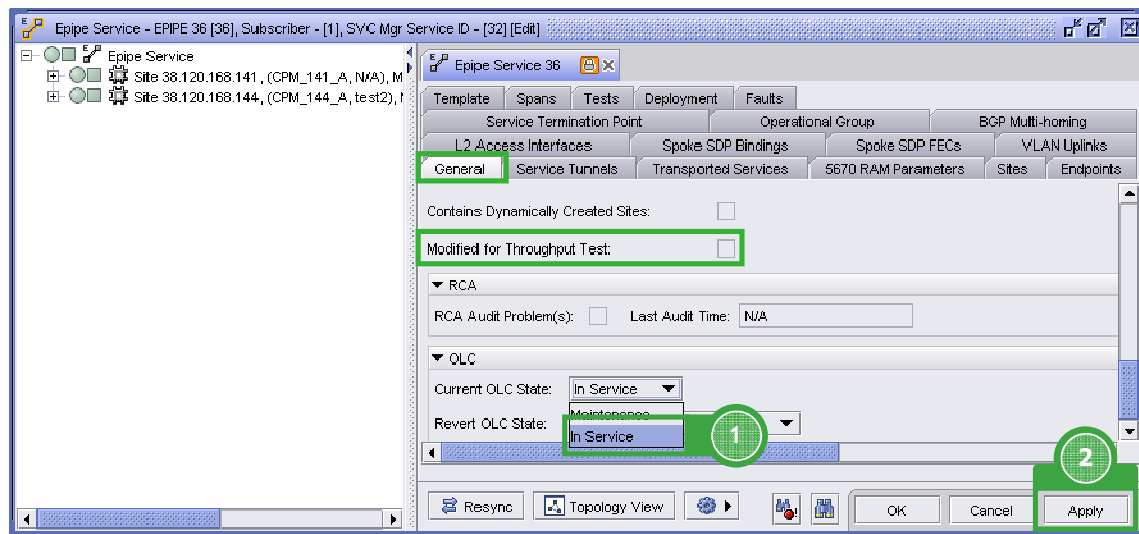 Epipe Service - EPIPE 36 [36], Subscriber - [1], SVC Mgr Service ID - [32] [Edit]
Epipe Service
Site 38.120.168.141, (CPM_141_A, N/A), M
Site 38.120.168.144, (CPM_144_A, test2),
Epipe Service 36
Template Spans Tests Deployment Faults
Service Termination Point Operational Group BGP Multi-homing
L2 Access Interfaces Spoke SDP Bindings Spoke SDP FECs VLAN Uplinks
General Service Tunnels Transported Services 5670 RAM Parameters Sites Endpoints
Contains Dynamically Created Sites:
Modified for Throughput Test:
RCA
RCA Audit Problem(s): Last Audit Time: N/A
OLC
Current OLC State: In Service
Maintenance
Revert OLC State:
In Service
1
2
Resync Topology View OK Cancel Apply